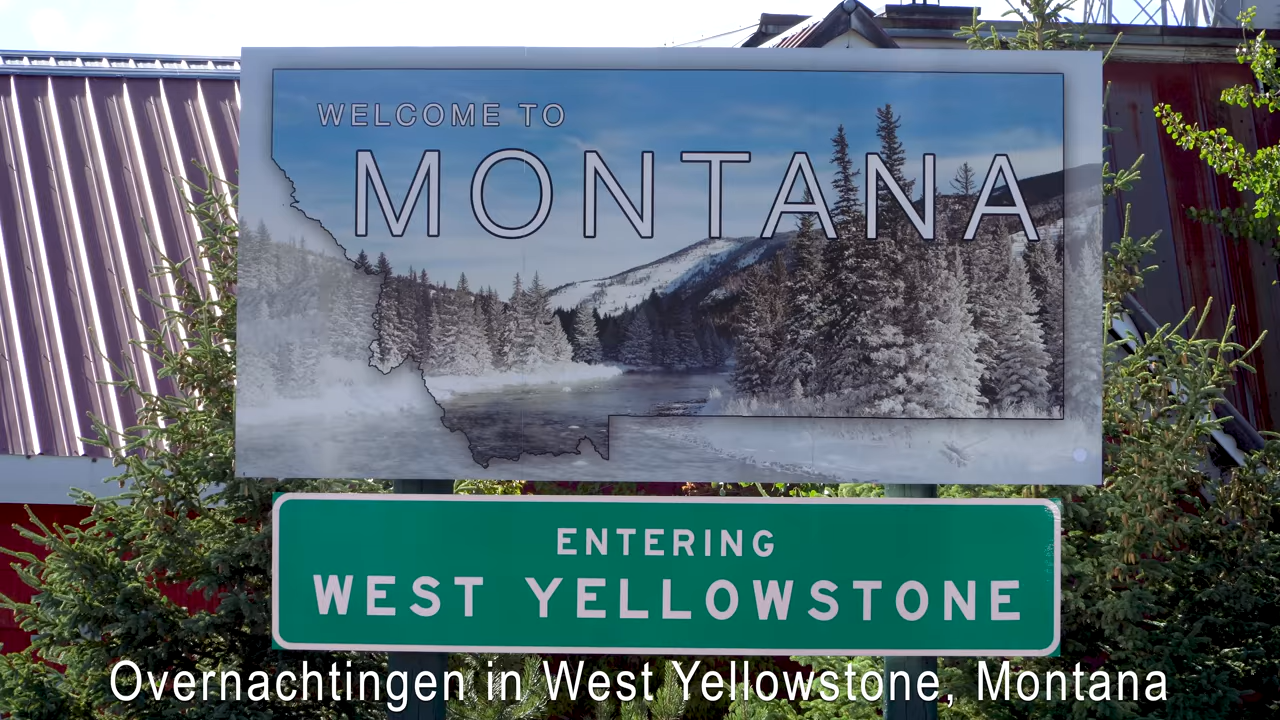 WELCOME TO
MONTANA
ENTERING
WEST YELLOWSTONE
Overnachtingen in West Yellowstone, Montana